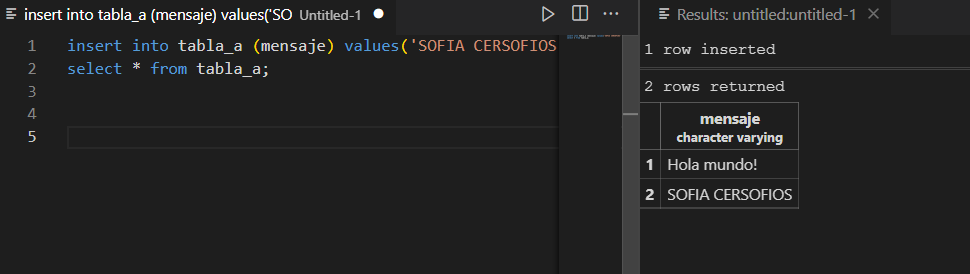 insert into tabla_a (mensaje) values('SO Untitled-1
1 insert into tabla_a (mensaje) values('SOFIA CERSOFIOS
2 select * from tabla_a;
3
4
5
Results: untitled:untitled-1
1 row inserted
2 rows returned
mensaje
character varying
1 Hola mundo!
2 SOFIA CERSOFIOS